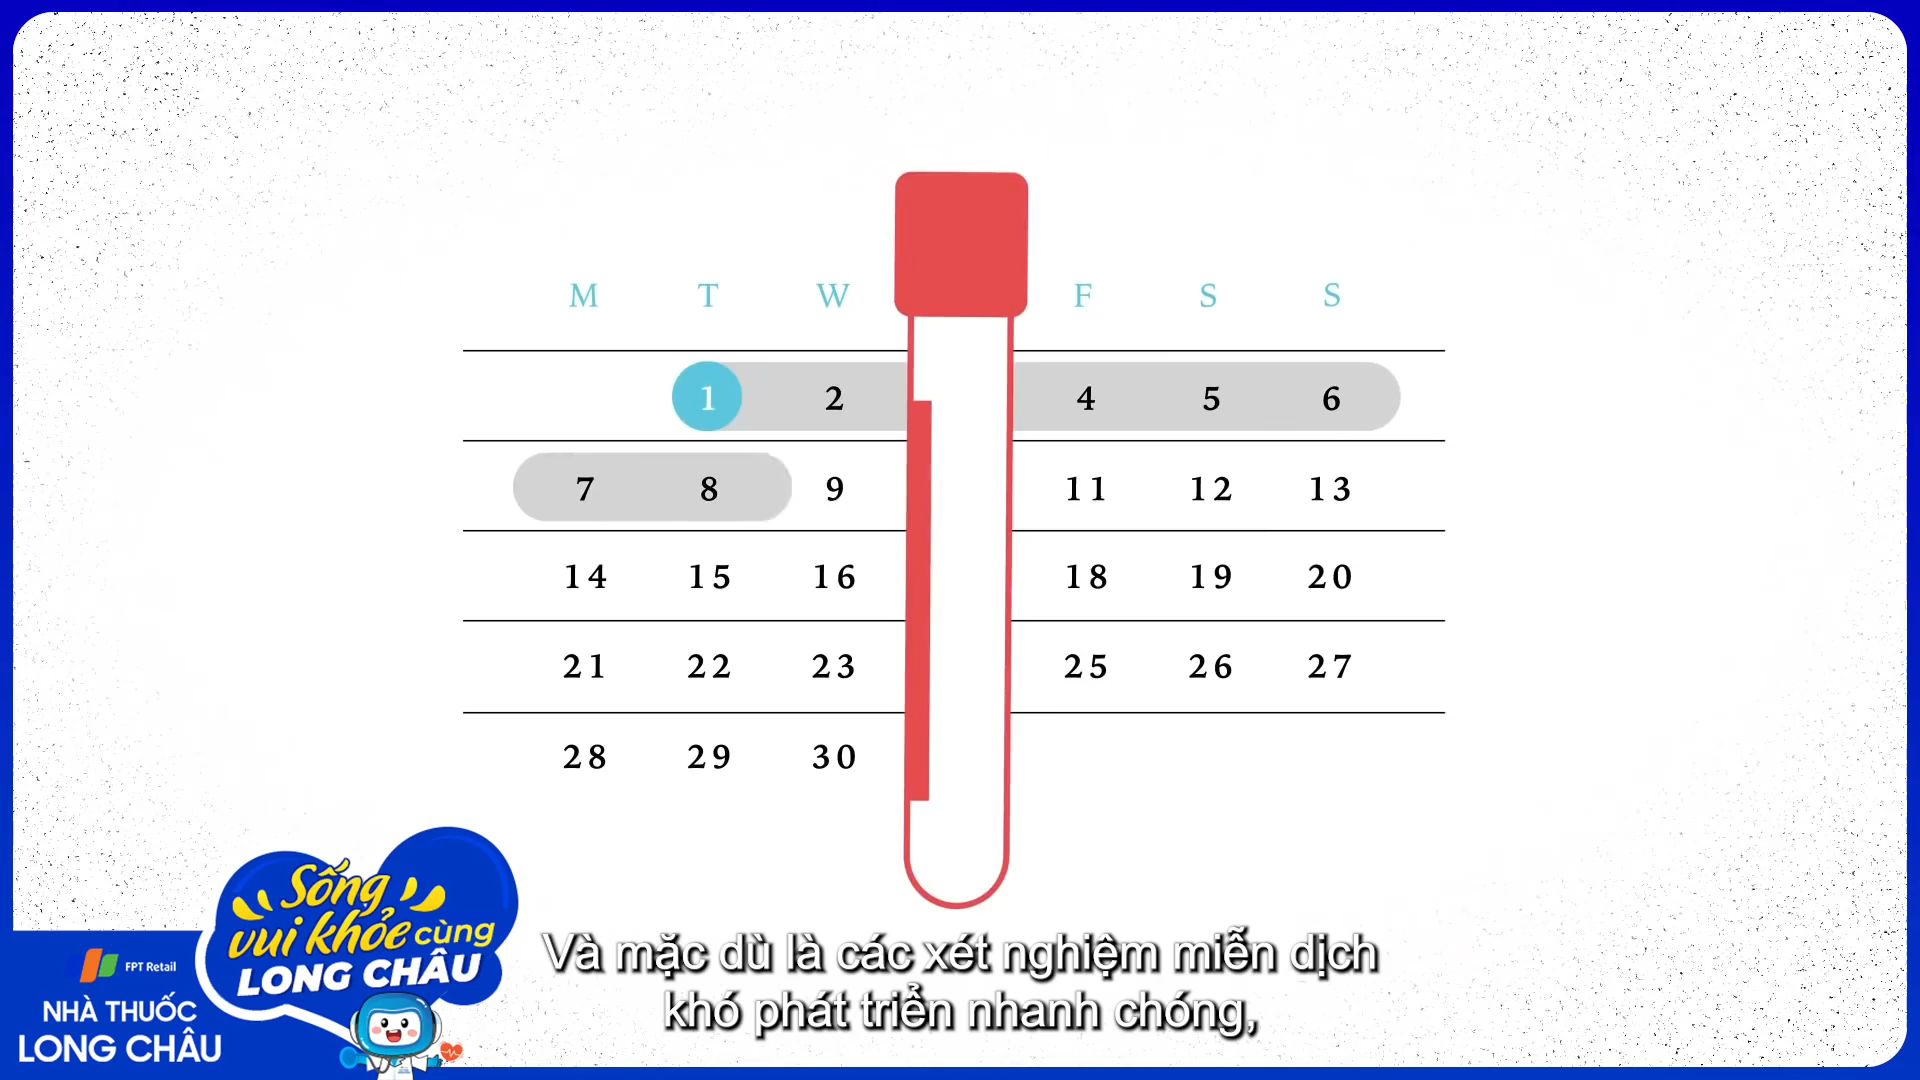 M T W F S S
1 2 4 5 6
7 8 9 11 12 13
14 15 16 18 19 20
21 22 23 25 26 27
28 29 30
Sống
vui khỏe cùng
LONG CHÂU
FPT Retail
NHÀ THUỐC
LONG CHÂU
Và mặc dù là các xét nghiệm miễn dịch
khó phát triển nhanh chóng,